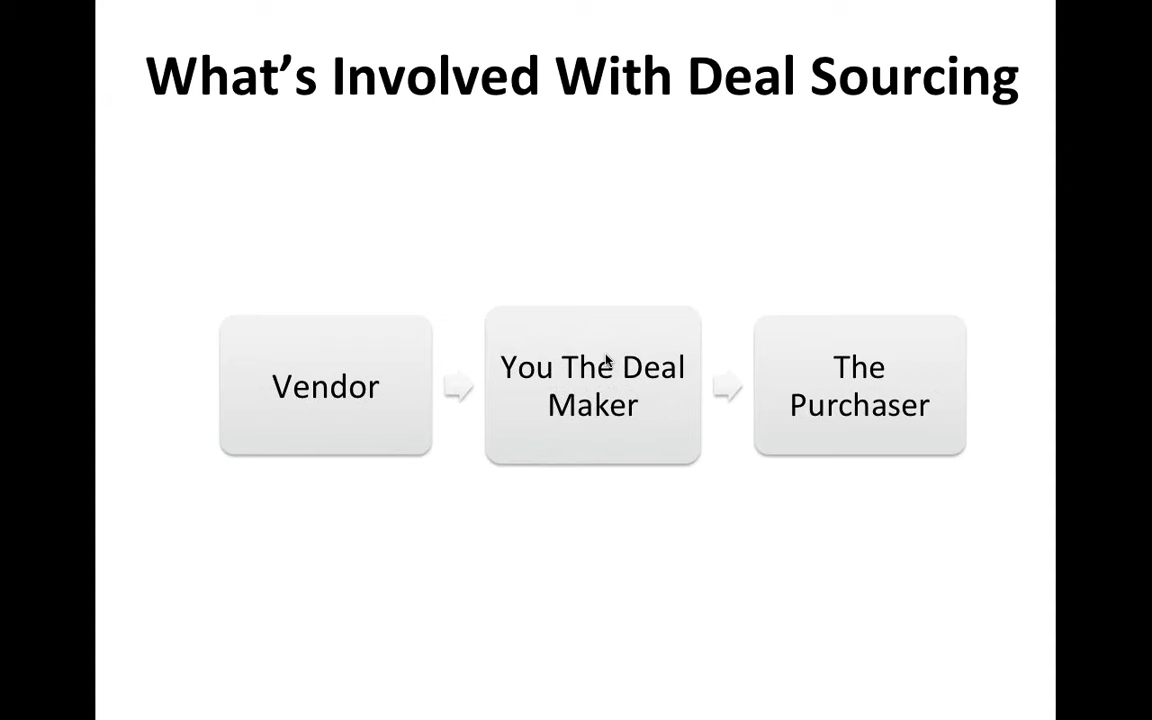 What’s Involved With Deal Sourcing
Vendor
You The Deal
Maker
The
Purchaser